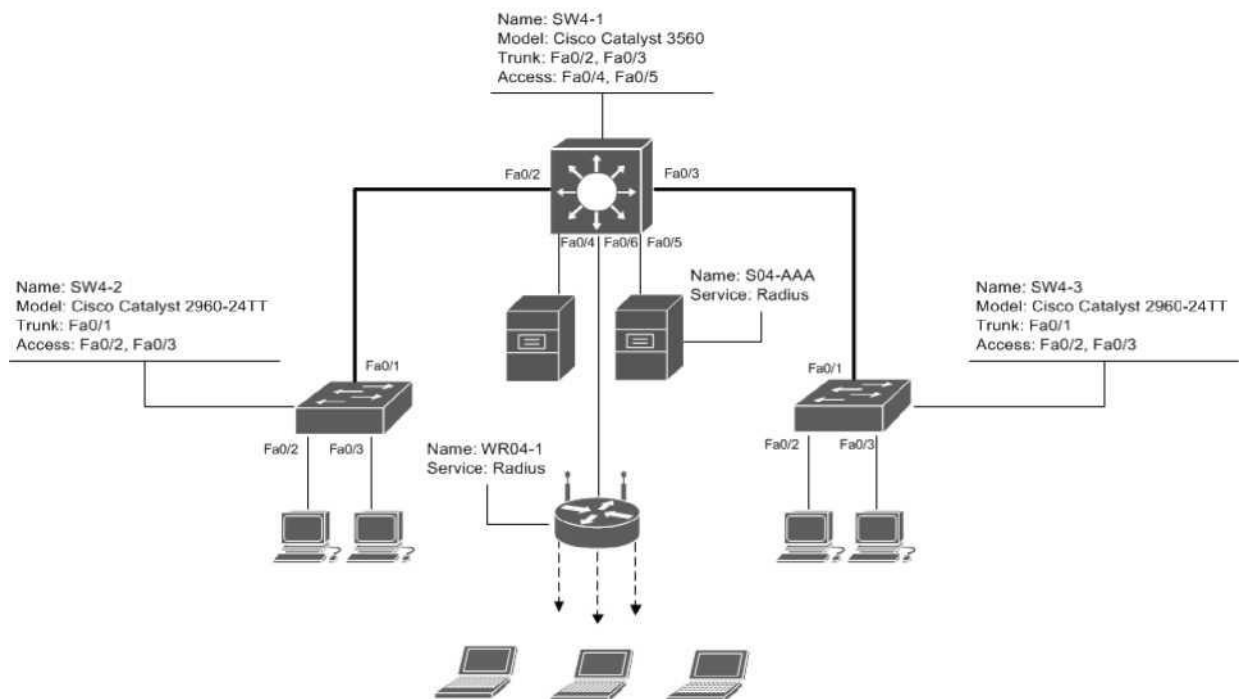 Name: SW4-1
Model: Cisco Catalyst 3560
Trunk: Fa0/2, Fa0/3
Access: Fa0/4, Fa0/5
Fa0/2
Fa0/3
Fa0/4
Fa0/6
Fa0/5
Name: S04-AAA
Service: Radius
Name: SW4-2
Model: Cisco Catalyst 2960-24TT
Trunk: Fa0/1
Access: Fa0/2, Fa0/3
Name: SW4-3
Model: Cisco Catalyst 2960-24TT
Trunk: Fa0/1
Access: Fa0/2, Fa0/3
Fa0/1
Fa0/1
Fa0/2
Fa0/3
Name: WR04-1
Service: Radius
Fa0/2
Fa0/3